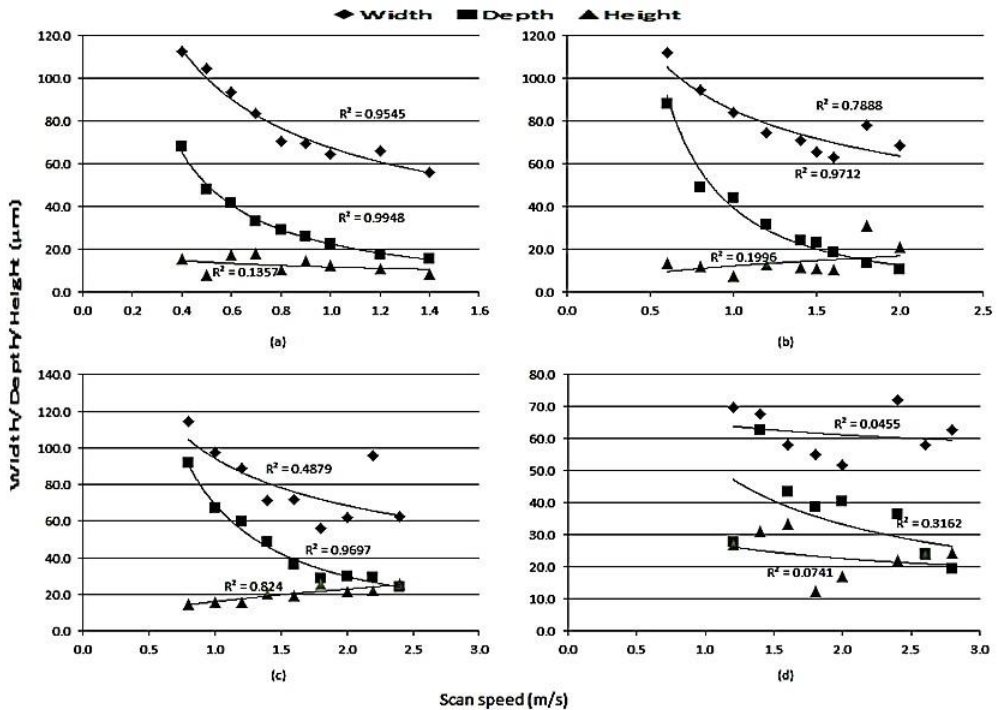 Width Depth Height
Width/Depth/Height (µm)
120.0
100.0
80.0
60.0
40.0
20.0
0.0
R² = 0.9545
R² = 0.9948
R² = 0.1357
0.0 0.2 0.4 0.6 0.8 1.0 1.2 1.4 1.6
(a)
120.0
100.0
80.0
60.0
40.0
20.0
0.0
R² = 0.7888
R² = 0.9712
R² = 0.1996
0.0 0.5 1.0 1.5 2.0 2.5
(b)
140.0
120.0
100.0
80.0
60.0
40.0
20.0
0.0
R² = 0.4879
R² = 0.9697
R² = 0.824
0.0 0.5 1.0 1.5 2.0 2.5 3.0
(c)
80.0
70.0
60.0
50.0
40.0
30.0
20.0
10.0
0.0
R² = 0.0455
R² = 0.3162
R² = 0.0741
0.0 0.5 1.0 1.5 2.0 2.5 3.0
(d)
Scan speed (m/s)